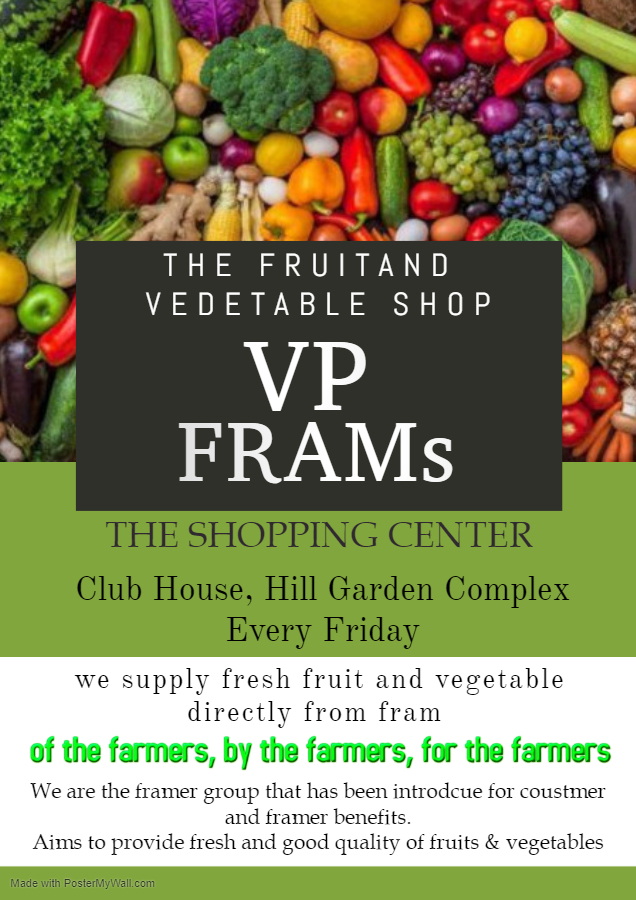 THE FRUITAND
VEDETABLE SHOP
VP
FRAMs
THE SHOPPING CENTER
Club House, Hill Garden Complex
Every Friday
we supply fresh fruit and vegetable
directly from fram
of the farmers, by the farmers, for the farmers
We are the framer group that has been introdcue for coustmer
and framer benefits.
Aims to provide fresh and good quality of fruits & vegetables
Made with PosterMyWall.com